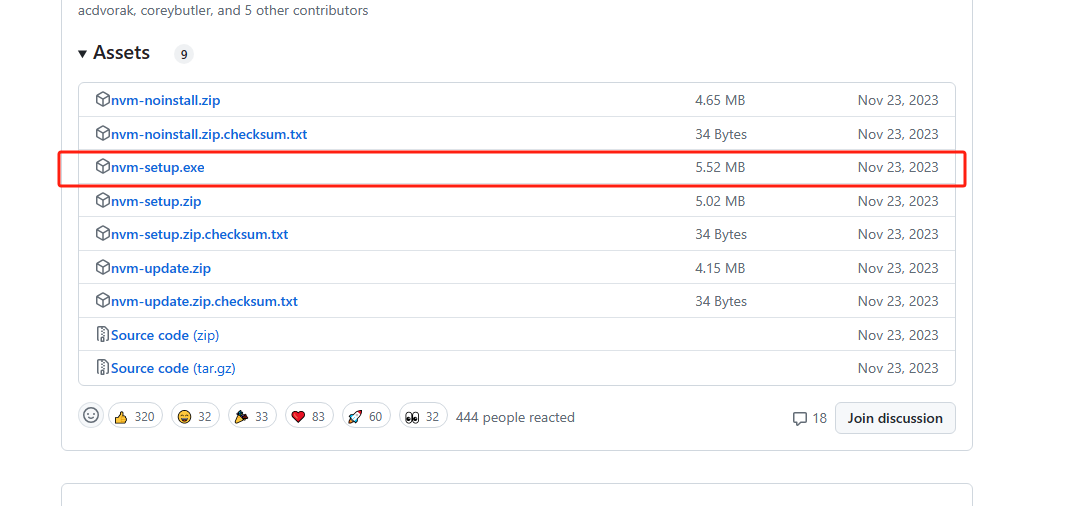 acdvorak, coreybutler, and 5 other contributors
Assets 9
nvm-noinstall.zip 4.65 MB Nov 23, 2023
nvm-noinstall.zip.checksum.txt 34 Bytes Nov 23, 2023
nvm-setup.exe 5.52 MB Nov 23, 2023
nvm-setup.zip 5.02 MB Nov 23, 2023
nvm-setup.zip.checksum.txt 34 Bytes Nov 23, 2023
nvm-update.zip 4.15 MB Nov 23, 2023
nvm-update.zip.checksum.txt 34 Bytes Nov 23, 2023
Source code (zip) Nov 23, 2023
Source code (tar.gz) Nov 23, 2023
320 32 33 83 60 32 444 people reacted 18 Join discussion